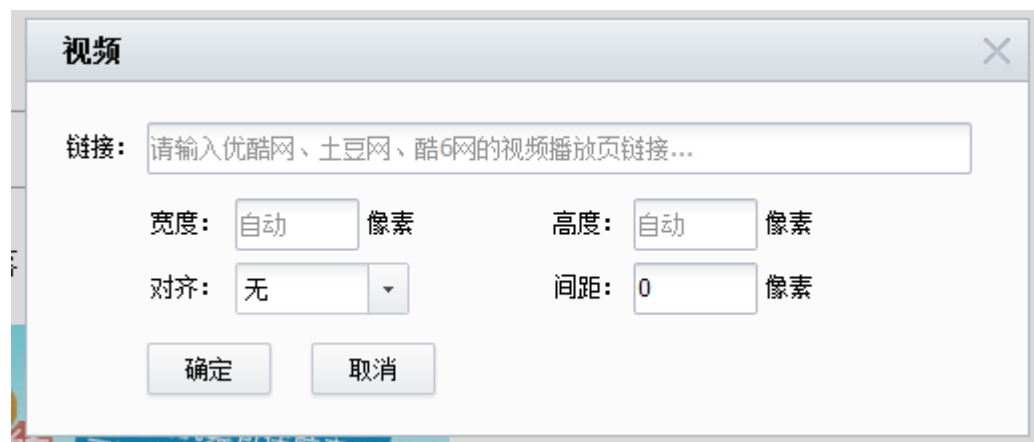 视频
链接: 请输入优酷网、土豆网、酷6网的视频播放页链接...
宽度: 自动 像素 高度: 自动 像素
对齐: 无 间距: 0 像素
确定 取消